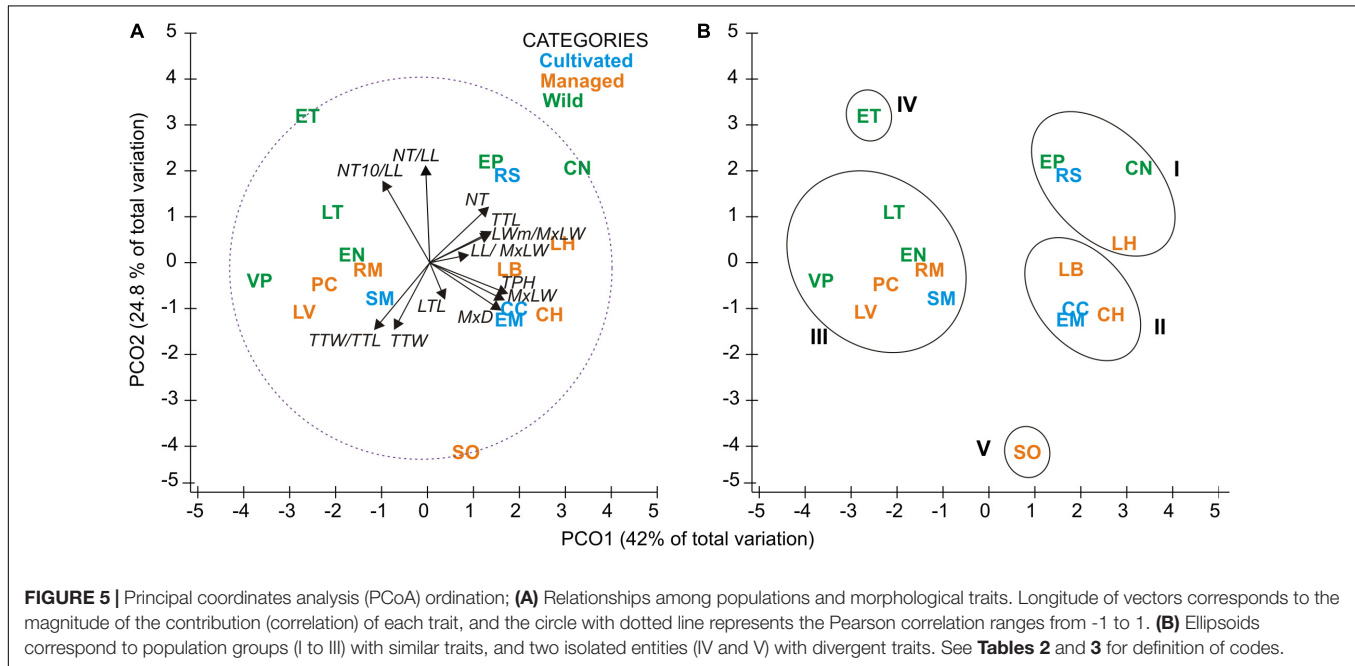 A
CATEGORIES
Cultivated
Managed
Wild
5
4
3
2
1
0
-1
-2
-3
-4
-5
PCO2 (24.8 % of total variation)
ET
NT/LL
NT10/LL
EP
RS
CN
NT
LT
TTL
LWm/MxLW
LH
LL/ MxLW
EN
RM
LB
VP
PC
TPH
SM
MxLW
LTL
LV
MxD
CC
CH
EM
TTW/TTL
TTW
SO
-5 -4 -3 -2 -1 0 1 2 3 4 5
B
5
4
3
2
1
0
-1
-2
-3
-4
-5
ET
IV
EP
RS
CN
I
LT
LH
EN
RM
LB
VP
PC
SM
LV
CC
CH
EM
II
III
V
SO
-5 -4 -3 -2 -1 0 1 2 3 4 5
PCO1 (42% of total variation)
FIGURE 5 | Principal coordinates analysis (PCoA) ordination; (A) Relationships among populations and morphological traits. Longitude of vectors corresponds to the
magnitude of the contribution (correlation) of each trait, and the circle with dotted line represents the Pearson correlation ranges from -1 to 1. (B) Ellipsoids
correspond to population groups (I to III) with similar traits, and two isolated entities (IV and V) with divergent traits. See Tables 2 and 3 for definition of codes.